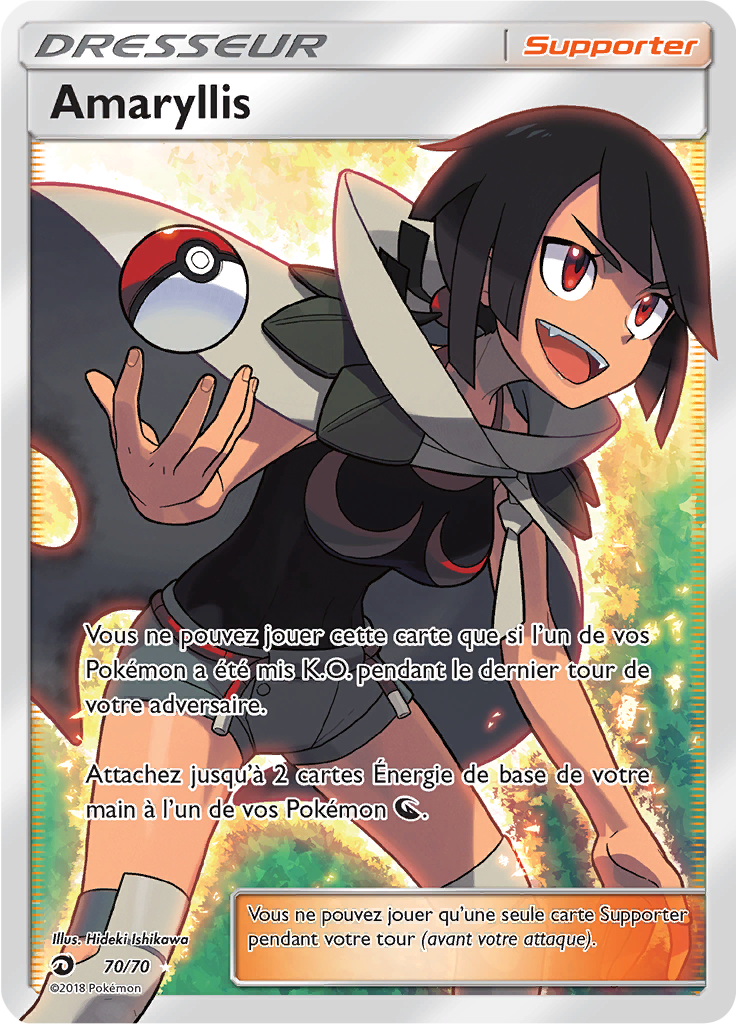 DRESSEUR
Supporter
Amaryllis
Vous ne pouvez jouer cette carte que si l'un de vos
Pokémon a été mis K.O. pendant le dernier tour de
votre adversaire.
Attachez jusqu'à 2 cartes Énergie de base de votre
main à l'un de vos Pokémon .
Vous ne pouvez jouer qu'une seule carte Supporter
pendant votre tour (avant votre attaque).
Illus. Hideki Ishikawa
70/70
©2018 Pokémon